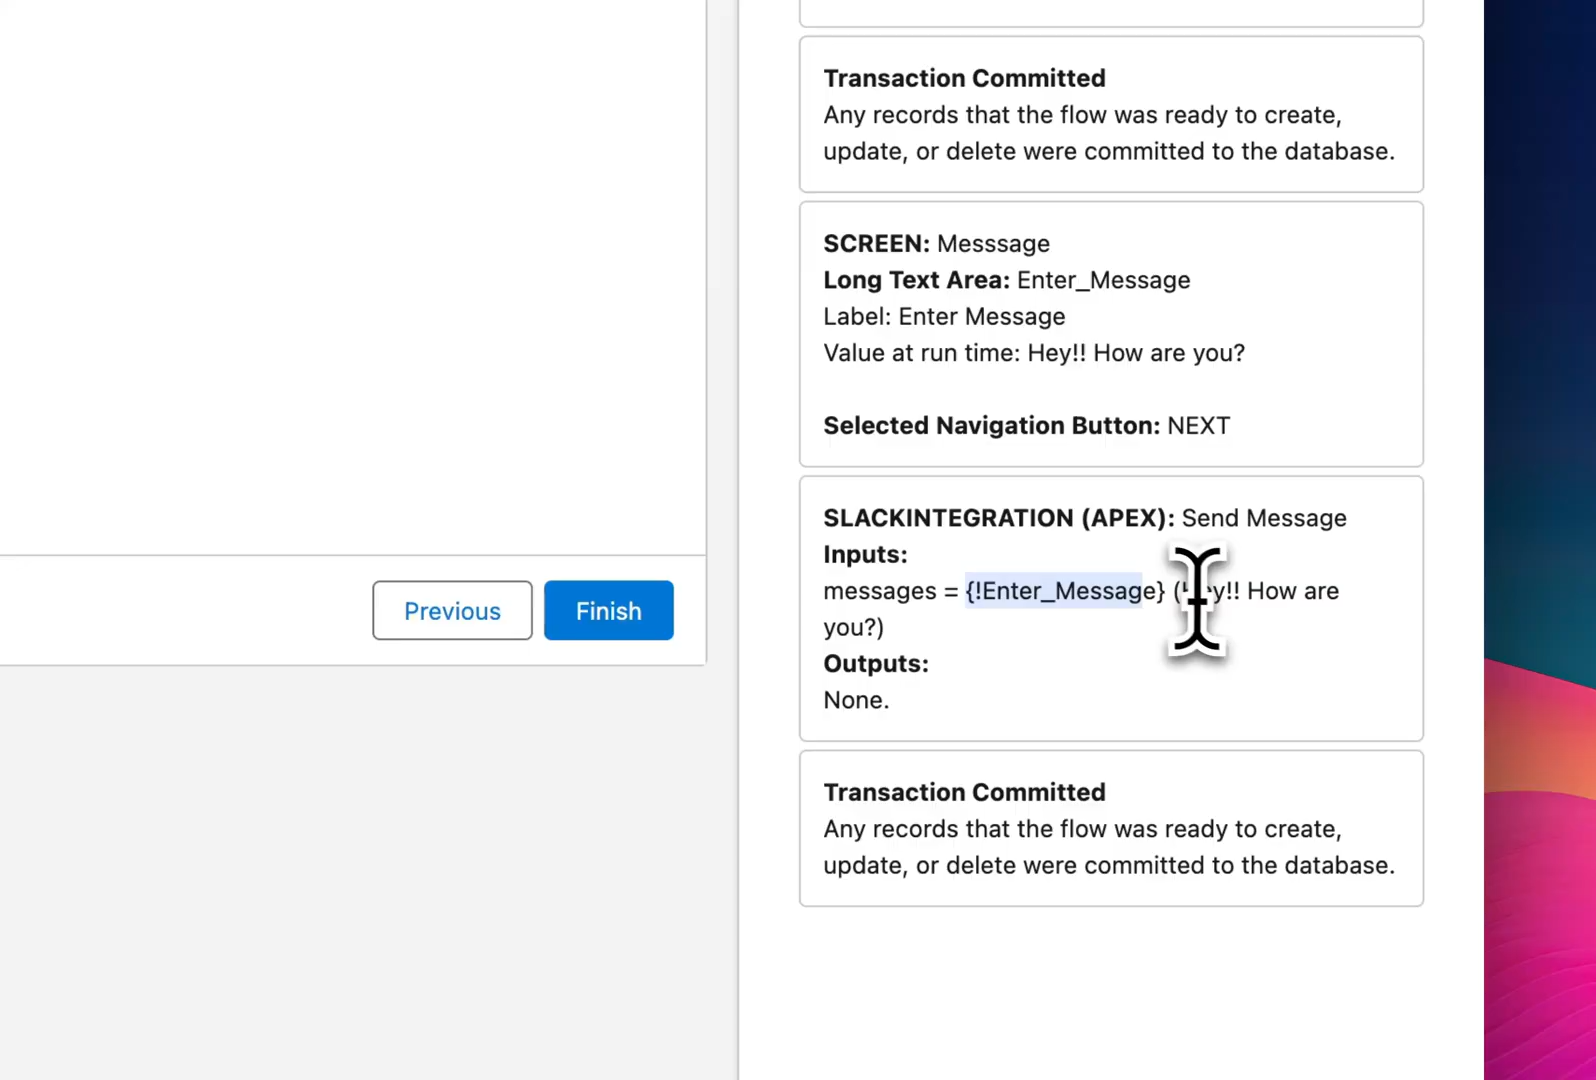 Transaction Committed
Any records that the flow was ready to create,
update, or delete were committed to the database.
SCREEN: Messsage
Long Text Area: Enter_Message
Label: Enter Message
Value at run time: Hey!! How are you?
Selected Navigation Button: NEXT
SLACKINTEGRATION (APEX): Send Message
Inputs:
messages = {!Enter_Message} (Hey!! How are
you?)
Outputs:
None.
Previous
Finish
Transaction Committed
Any records that the flow was ready to create,
update, or delete were committed to the database.